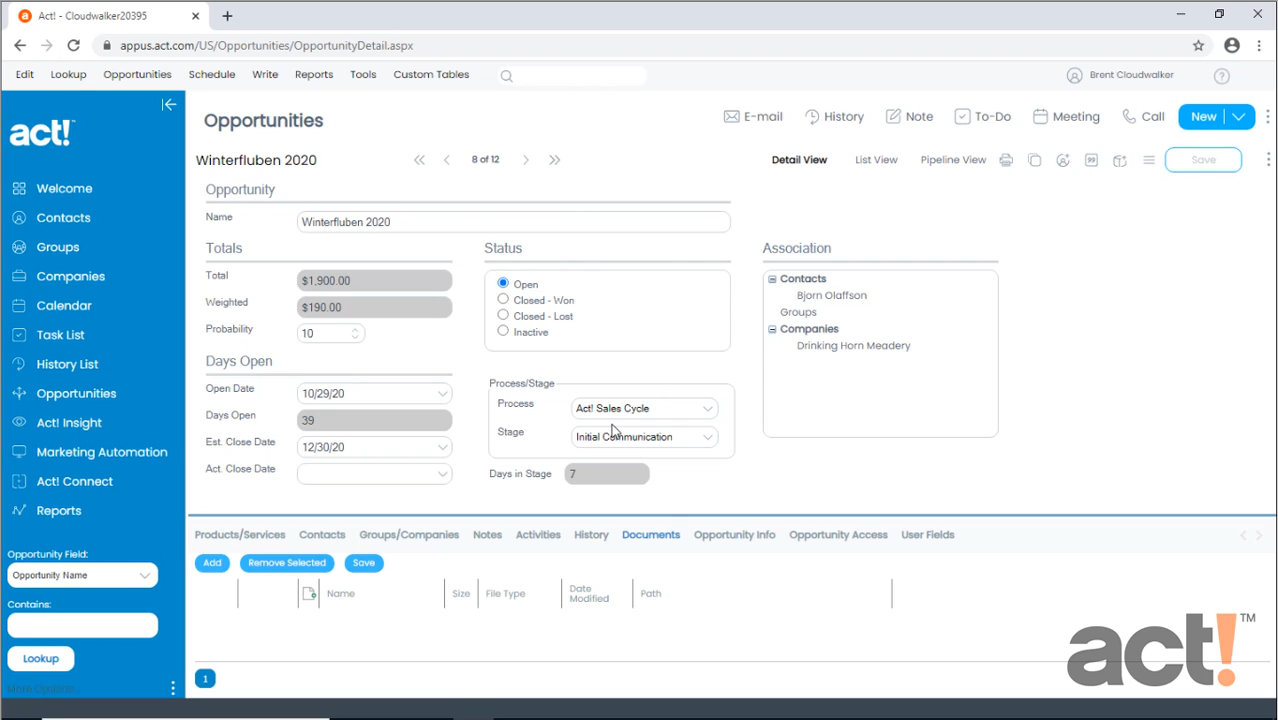 Act! - Cloudwalker20395
appus.act.com/US/Opportunities/OpportunityDetail.aspx
Edit Lookup Opportunities Schedule Write Reports Tools Custom Tables Brent Cloudwalker ?
act!
Opportunities
E-mail History Note To-Do Meeting Call New
Winterfluben 2020 8 of 12 Detail View List View Pipeline View Save
Welcome
Contacts
Groups
Companies
Calendar
Task List
History List
Opportunities
Act! Insight
Marketing Automation
Act! Connect
Reports
Opportunity Field:
Opportunity Name
Contains:
Lookup
More Options...
Opportunity
Name Winterfluben 2020
Totals
Total $1,900.00
Weighted $190.00
Probability 10
Days Open
Open Date 10/29/20
Days Open 39
Est. Close Date 12/30/20
Act. Close Date
Status
Open
Closed - Won
Closed - Lost
Inactive
Process/Stage
Process Act! Sales Cycle
Stage Initial Communication
Days in Stage 7
Association
Contacts
Bjorn Olaffson
Groups
Companies
Drinking Horn Meadery
Products/Services Contacts Groups/Companies Notes Activities History Documents Opportunity Info Opportunity Access User Fields
Add Remove Selected Save
Name Size File Type Date Modified Path
1
act!™